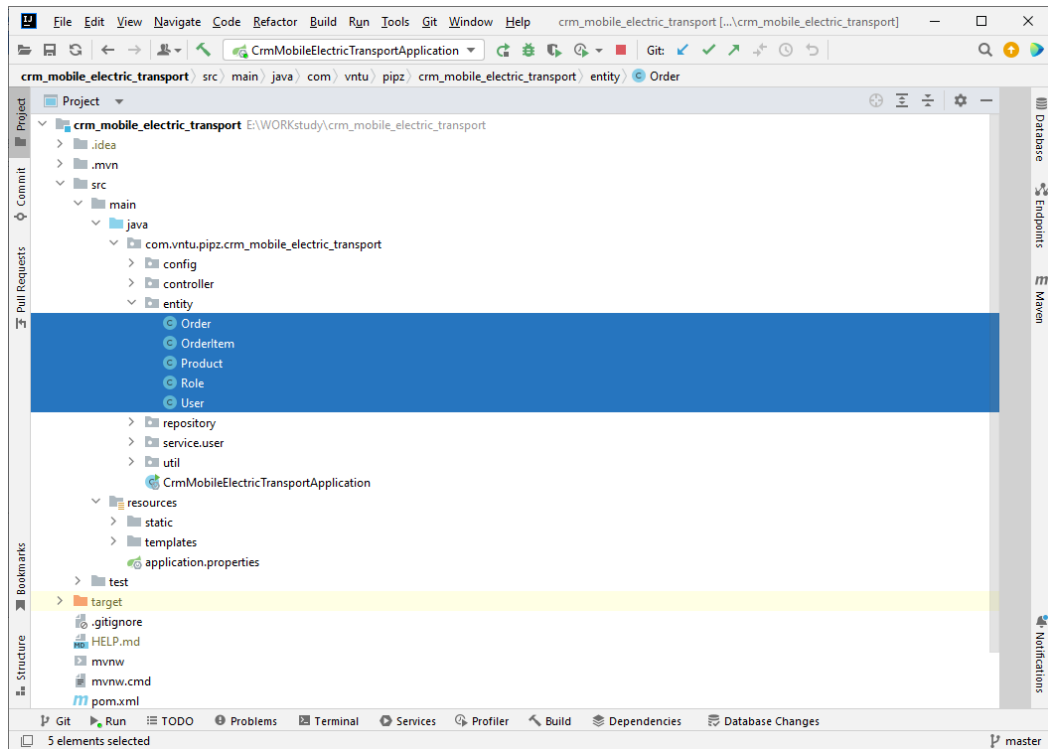 File Edit View Navigate Code Refactor Build Run Tools Git Window Help crm_mobile_electric_transport [...\crm_mobile_electric_transport]
CrmMobileElectricTransportApplication Git:
crm_mobile_electric_transport src main java com vntu pipz crm_mobile_electric_transport entity Order
Project
crm_mobile_electric_transport E:\WORKstudy\crm_mobile_electric_transport
.idea
.mvn
src
main
java
com.vntu.pipz.crm_mobile_electric_transport
config
controller
entity
Order
OrderItem
Product
Role
User
repository
service.user
util
CrmMobileElectricTransportApplication
resources
static
templates
application.properties
test
target
.gitignore
HELP.md
mvnw
mvnw.cmd
pom.xml
Project
Commit
Pull Requests
Bookmarks
Structure
Database
Endpoints
m Maven
Notifications
Git Run TODO Problems Terminal Services Profiler Build Dependencies Database Changes
5 elements selected master